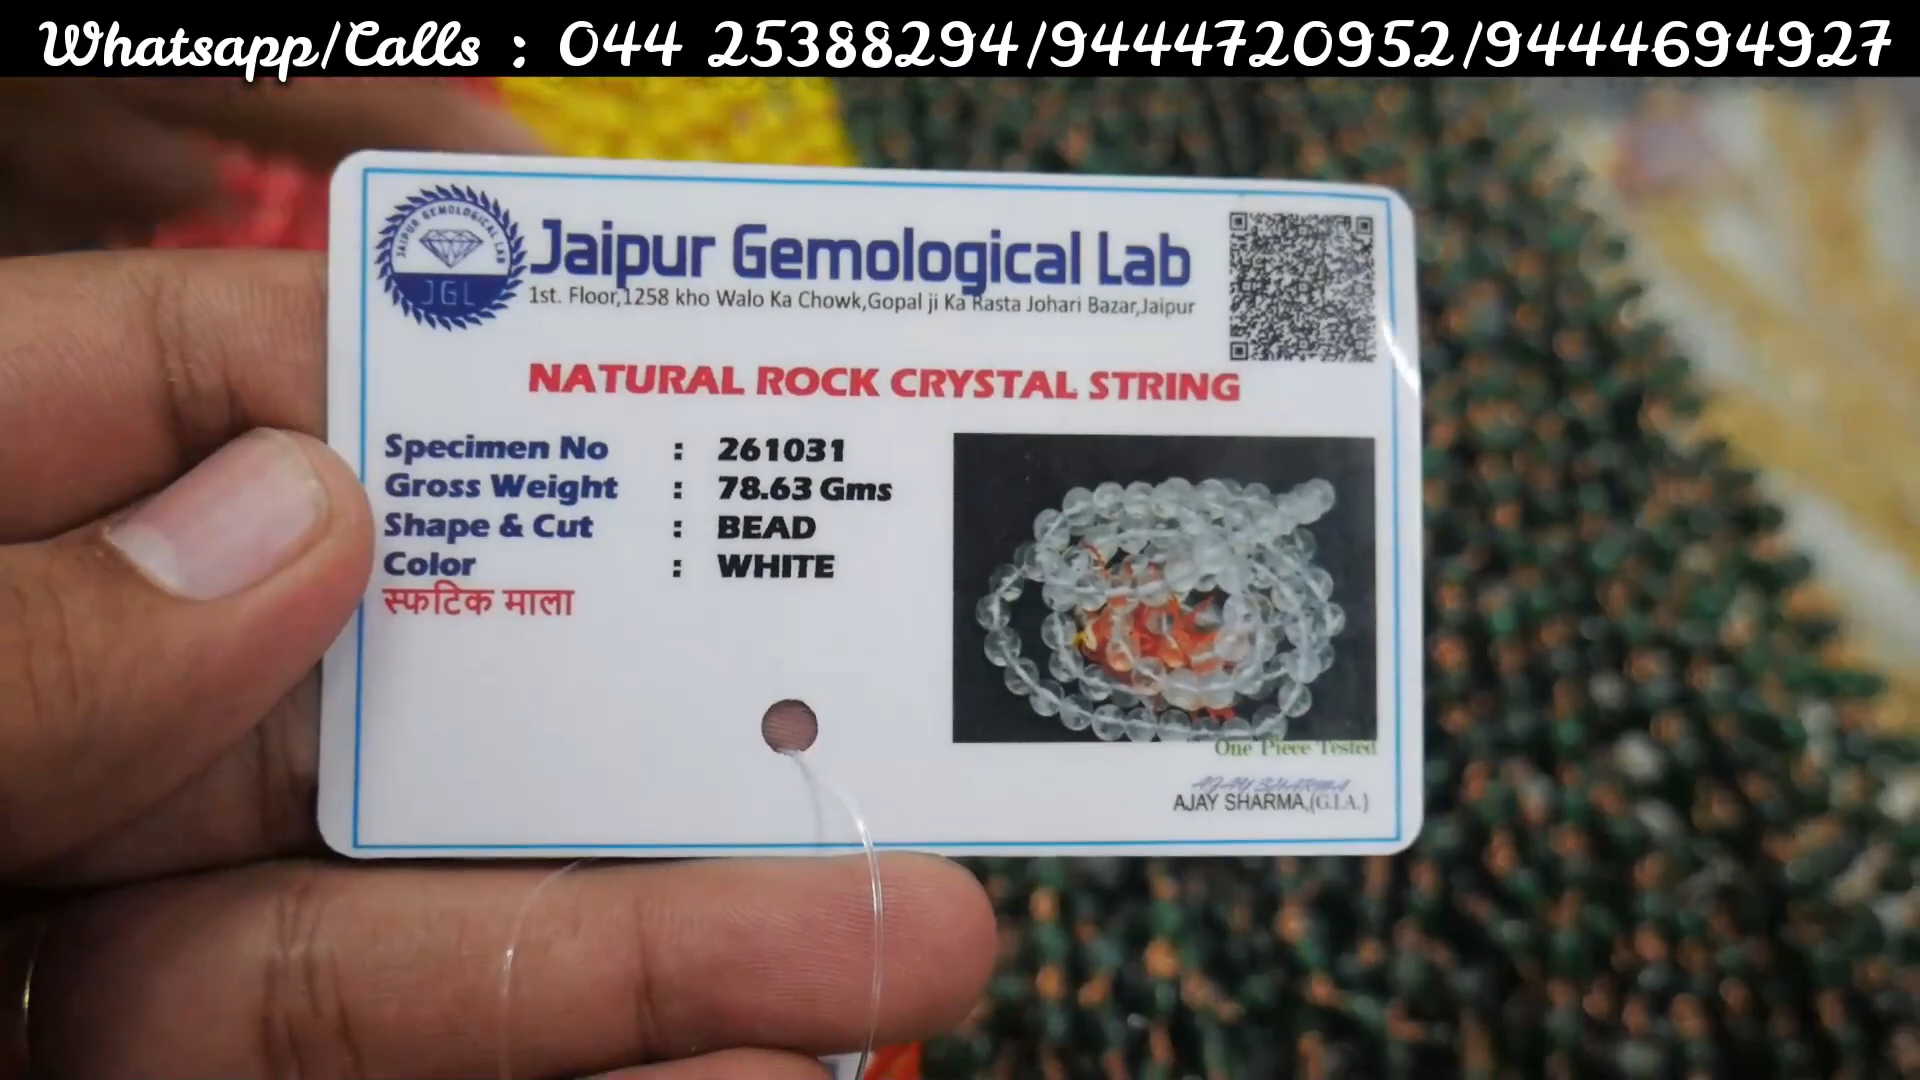 Whatsapp/Calls : 044 25388294/9444720952/9444694927
JAIPUR GEMOLOGICAL LAB
JGL
Jaipur Gemological Lab
1st. Floor,1258 kho Walo Ka Chowk,Gopal ji Ka Rasta Johari Bazar,Jaipur
NATURAL ROCK CRYSTAL STRING
Specimen No : 261031
Gross Weight : 78.63 Gms
Shape & Cut : BEAD
Color : WHITE
स्फटिक माला
One Piece Tested
AJAY SHARMA
AJAY SHARMA,(G.I.A.)